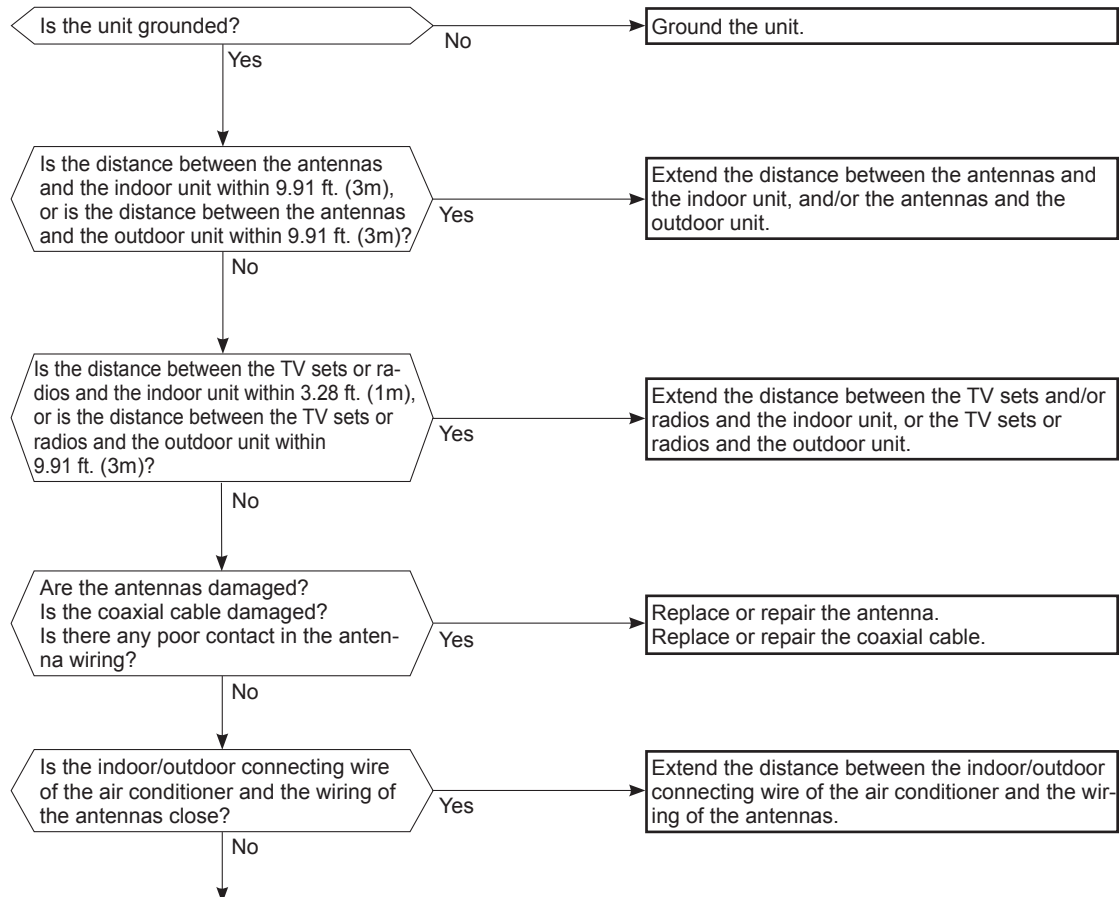 Is the unit grounded?
No
Ground the unit.
Yes
Is the distance between the antennas
and the indoor unit within 9.91 ft. (3m),
or is the distance between the antennas
and the outdoor unit within 9.91 ft. (3m)?
Yes
Extend the distance between the antennas and
the indoor unit, and/or the antennas and the
outdoor unit.
No
Is the distance between the TV sets or ra-
dios and the indoor unit within 3.28 ft. (1m),
or is the distance between the TV sets or
radios and the outdoor unit within
9.91 ft. (3m)?
Yes
Extend the distance between the TV sets and/or
radios and the indoor unit, or the TV sets or
radios and the outdoor unit.
No
Are the antennas damaged?
Is the coaxial cable damaged?
Is there any poor contact in the anten-
na wiring?
Yes
Replace or repair the antenna.
Replace or repair the coaxial cable.
No
Is the indoor/outdoor connecting wire
of the air conditioner and the wiring of
the antennas close?
Yes
Extend the distance between the indoor/outdoor
connecting wire of the air conditioner and the wir-
ing of the antennas.
No